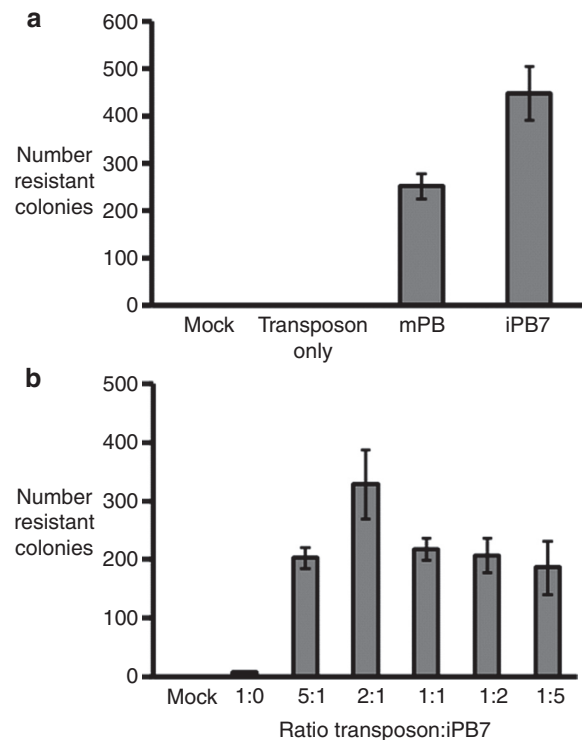 a
600
500
400
300
200
100
0
Number
resistant
colonies
Mock
Transposon
only
mPB
iPB7
b
500
400
300
200
100
0
Number
resistant
colonies
Mock 1:0 5:1 2:1 1:1 1:2 1:5
Ratio transposon:iPB7